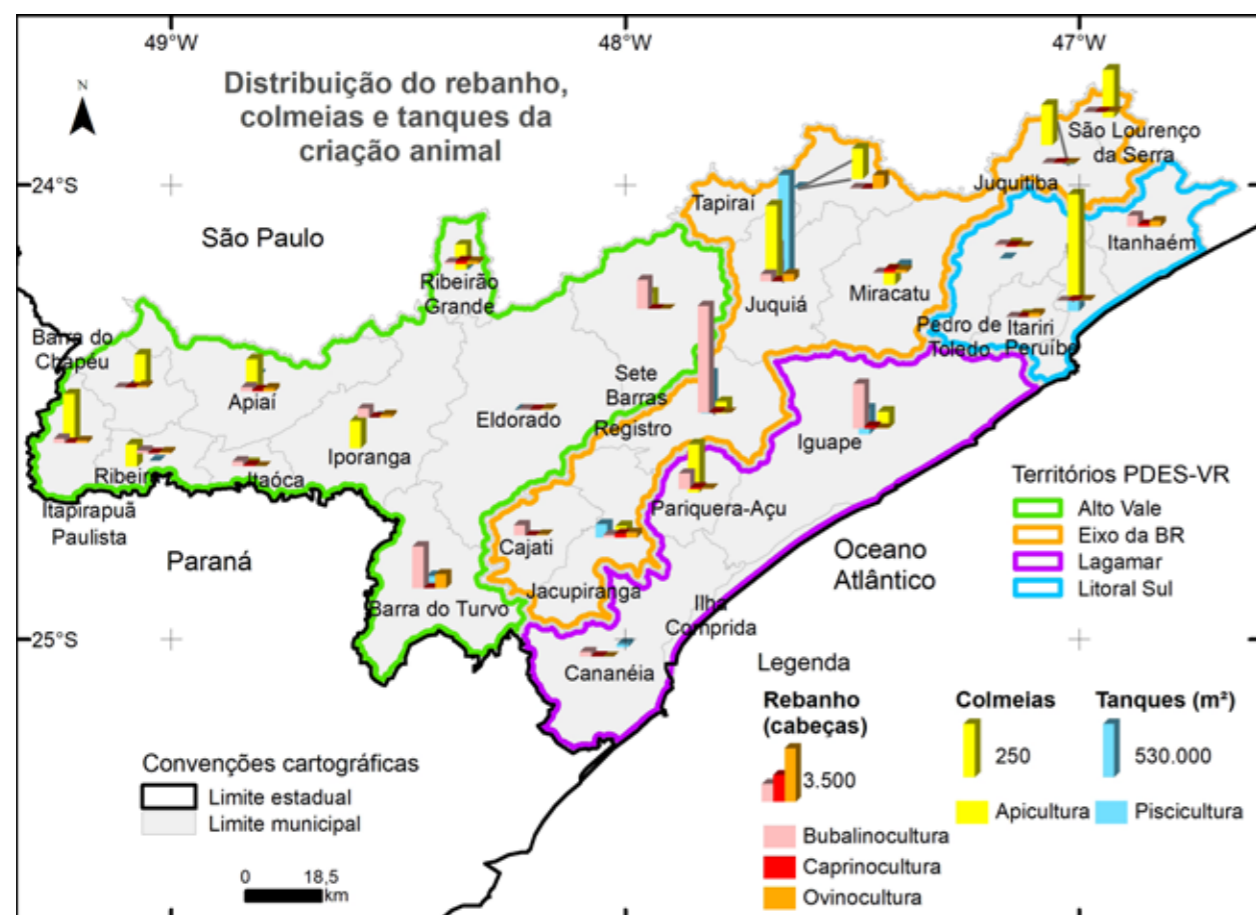 49°W
48°W
47°W
N
Distribuição do rebanho,
colmeias e tanques da
criação animal
São Lourenço
da Serra
24°S
Juquitiba
Tapiraí
São Paulo
Itanhaém
Ribeirão
Grande
Juquiá
Miracatu
Barra do
Chapéu
Pedro de
Toledo
Itariri
Peruíbe
Sete
Barras
Apiaí
Eldorado
Registro
Iguape
Iporanga
Ribeir
Itaóca
Itapirapuã
Paulista
Pariquera-Açu
Territórios PDES-VR
Alto Vale
Eixo da BR
Lagamar
Litoral Sul
Paraná
Cajati
Oceano
Atlântico
Jacupiranga
Barra do Turvo
Ilha
Comprida
25°S
Cananéia
Legenda
Rebanho
(cabeças)
3.500
Colmeias
250
Tanques (m²)
530.000
Apicultura
Piscicultura
Bubalinocultura
Caprinocultura
Ovinocultura
Convenções cartográficas
Limite estadual
Limite municipal
0 18,5
km